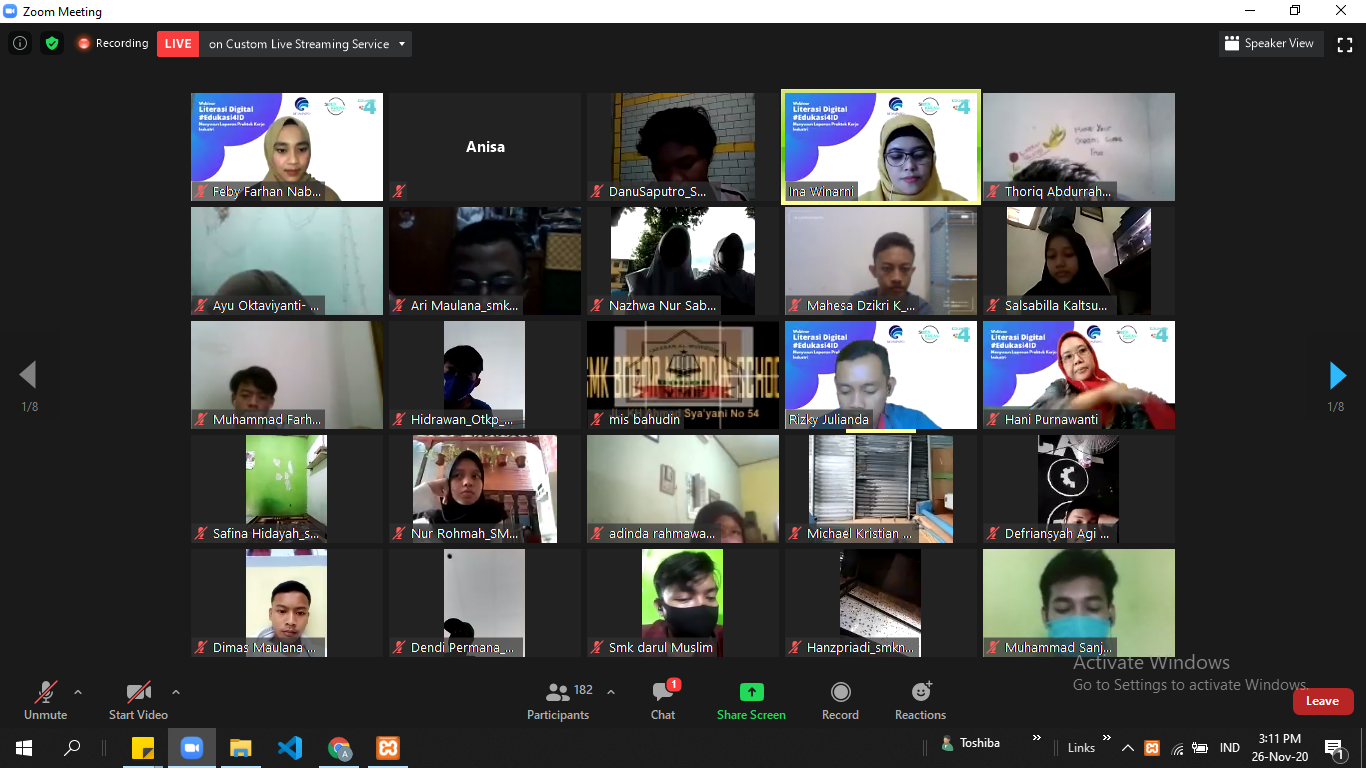 Zoom Meeting
Recording
LIVE
on Custom Live Streaming Service
Speaker View
Webinar
Literasi Digital
#Edukasi4ID
Menyusun Laporan Praktek Kerja
Industri
Feby Farhan Nab...
Anisa
DanuSaputro_S...
Webinar
Literasi Digital
#Edukasi4ID
Menyusun Laporan Praktek Kerja
Industri
Ina Winarni
Thoriq Abdurrah...
Ayu Oktaviyanti- ...
Ari Maulana_smk...
Nazhwa Nur Sab...
Mahesa Dzikri K_...
Salsabilla Kaltsu...
1/8
1/8
Muhammad Farh...
Hidrawan_Otkp_...
No 54
mis bahudin
Webinar
Literasi Digital
#Edukasi4ID
Menyusun Laporan Praktek Kerja
Industri
Rizky Julianda
Webinar
Literasi Digital
#Edukasi4ID
Menyusun Laporan Praktek Kerja
Industri
Hani Purnawanti
Safina Hidayah_s...
Nur Rohmah_SM...
adinda rahmawa...
Michael Kristian ...
Defriansyah Agi ...
Dimas Maulana ...
Dendi Permana_...
Smk darul Muslim
Hanzpriadi_smkn...
Muhammad Sanj...
Activate Windows
Go to Settings to activate Windows.
Unmute
Start Video
182
Participants
1
Chat
Share Screen
Record
Reactions
Leave
Toshiba
Links
IND
3:11 PM
26-Nov-20
1